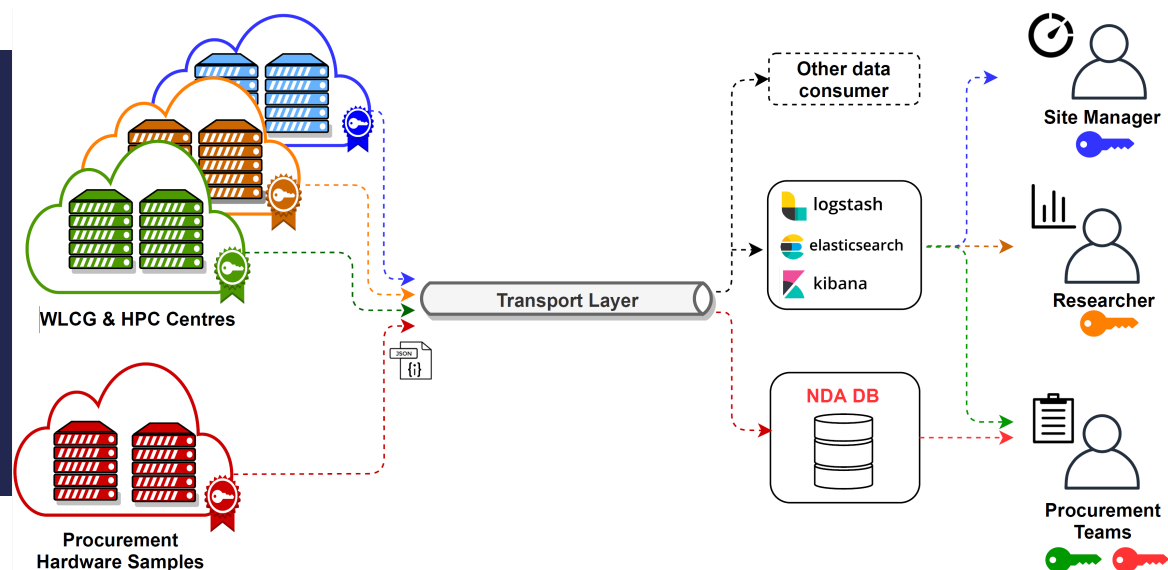 WLCG & HPC Centres
Procurement
Hardware Samples
JSON
{i}
Transport Layer
Other data
consumer
logstash
elasticsearch
kibana
NDA DB
Site Manager
Researcher
Procurement
Teams